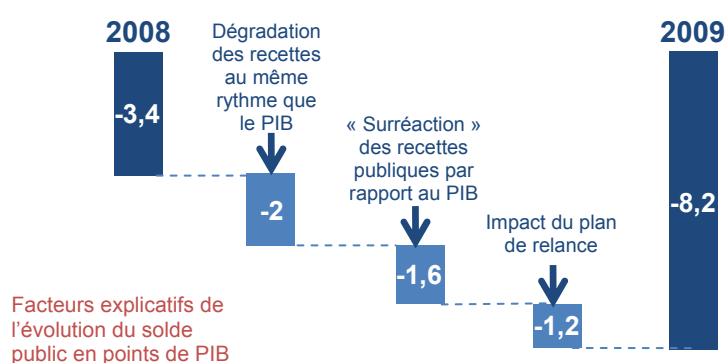 2008
-3,4
Dégradation
des recettes
au même
rythme que
le PIB
-2
« Surréaction »
des recettes
publiques par
rapport au PIB
-1,6
Impact du plan
de relance
-1,2
2009
-8,2
Facteurs explicatifs de
l’évolution du solde
public en points de PIB